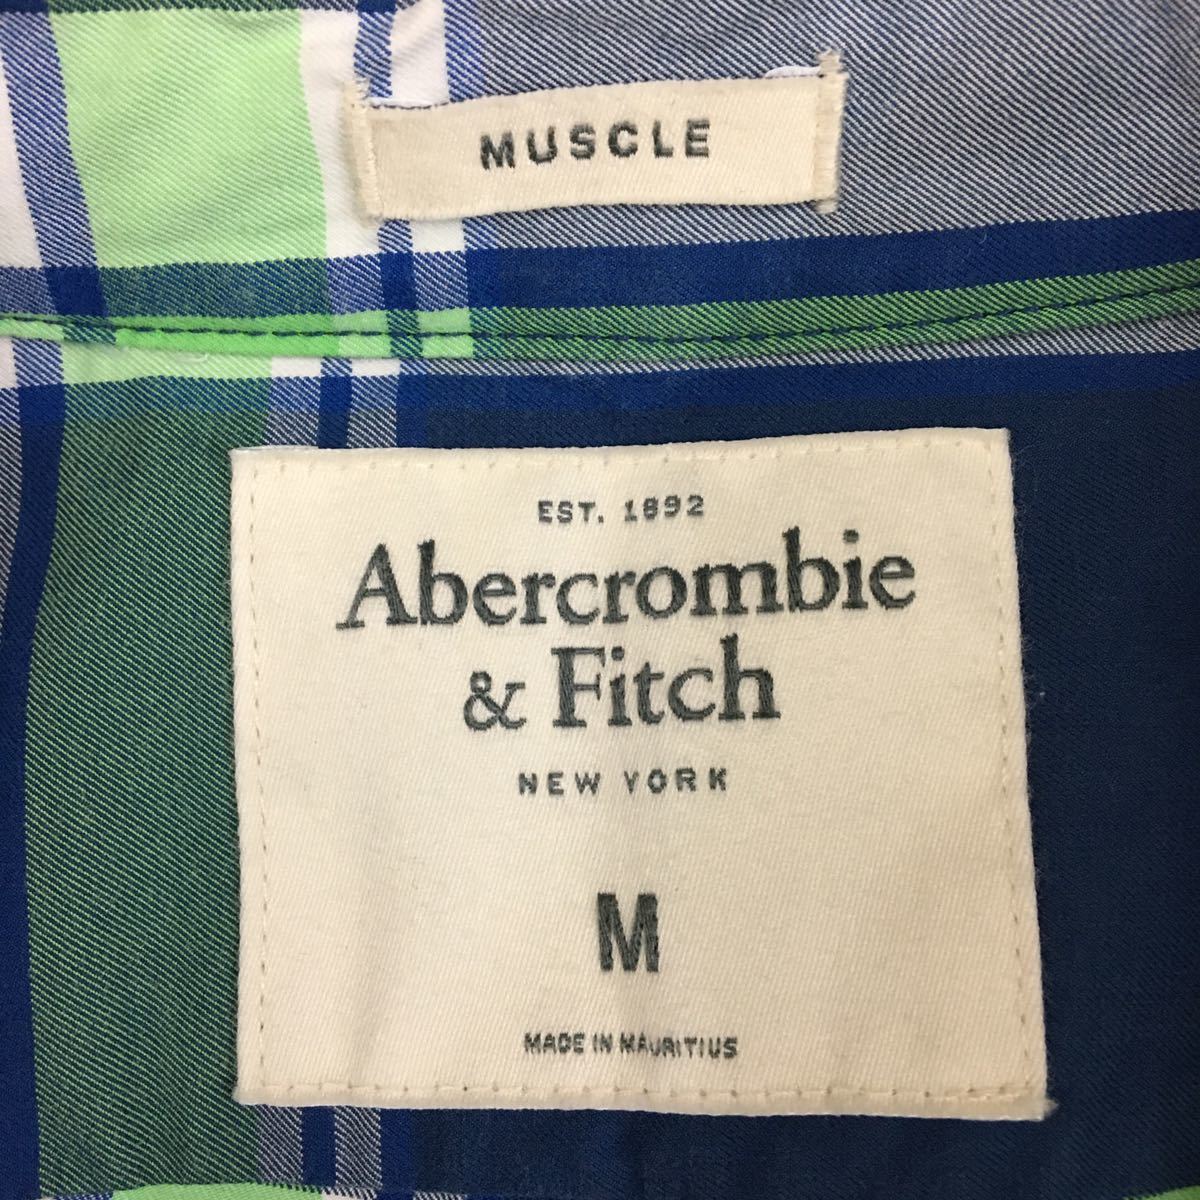 MUSCLE
EST. 1892
Abercrombie
& Fitch
NEW YORK
M
MADE IN MAURITIUS